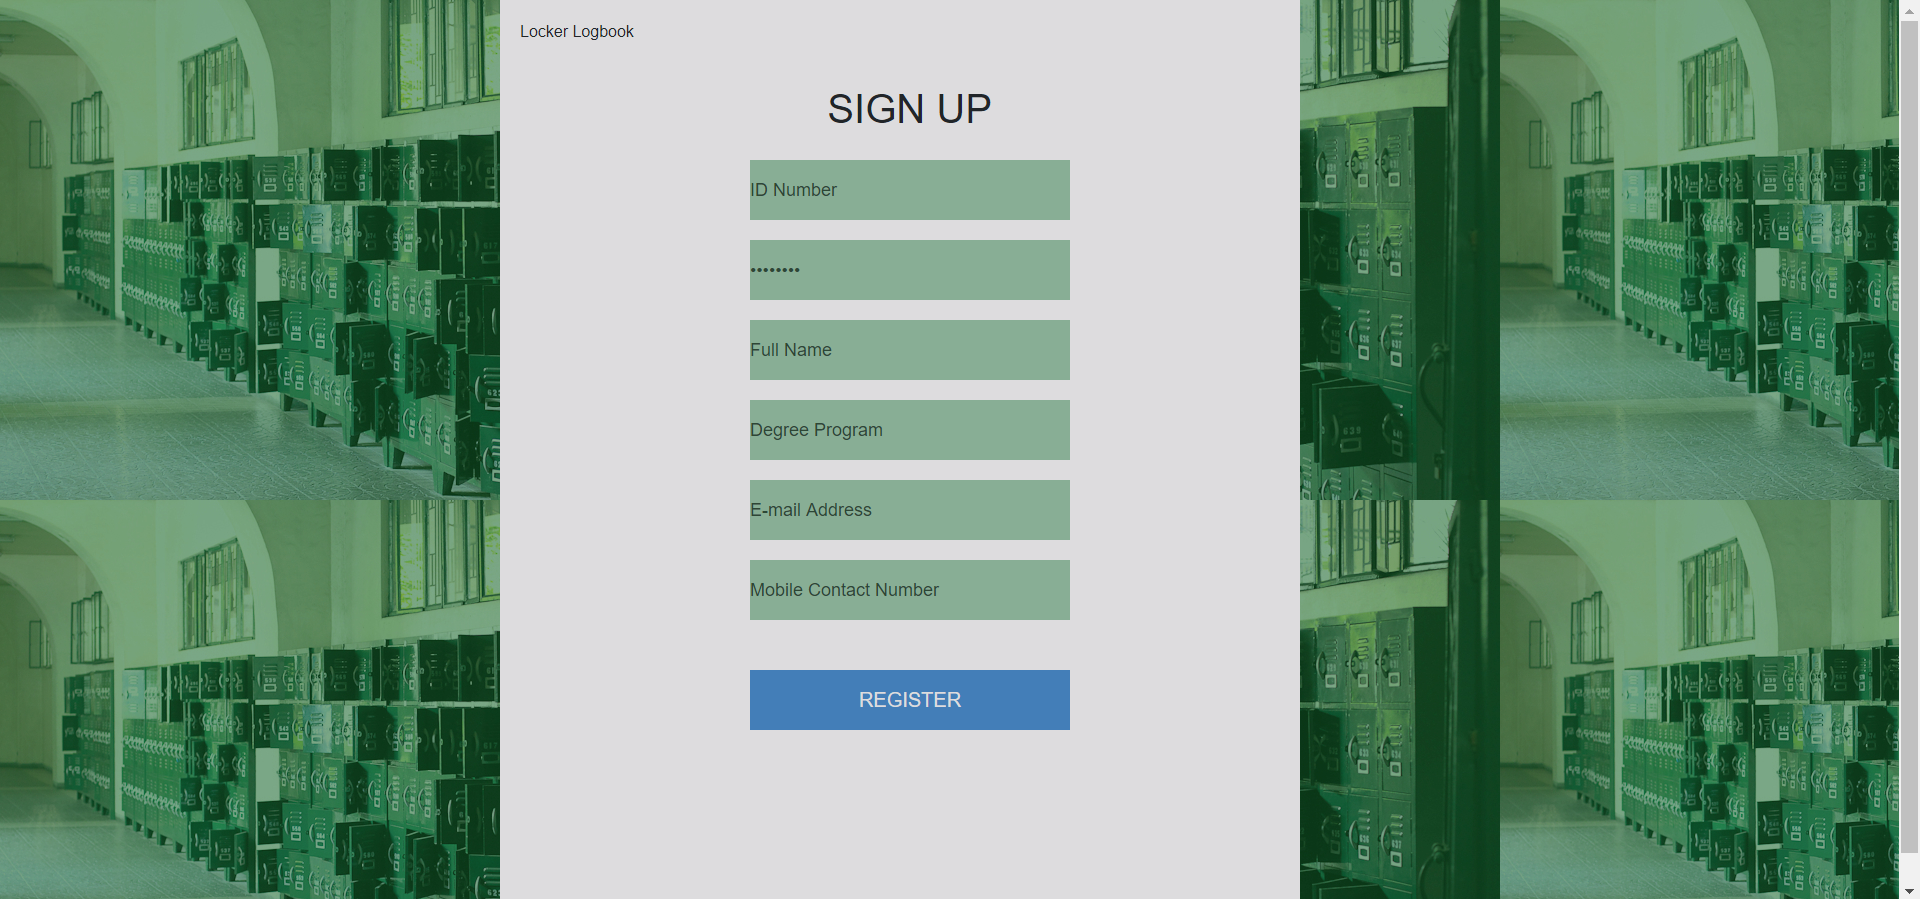 Locker Logbook
SIGN UP
ID Number
••••••••
Full Name
Degree Program
E-mail Address
Mobile Contact Number
REGISTER